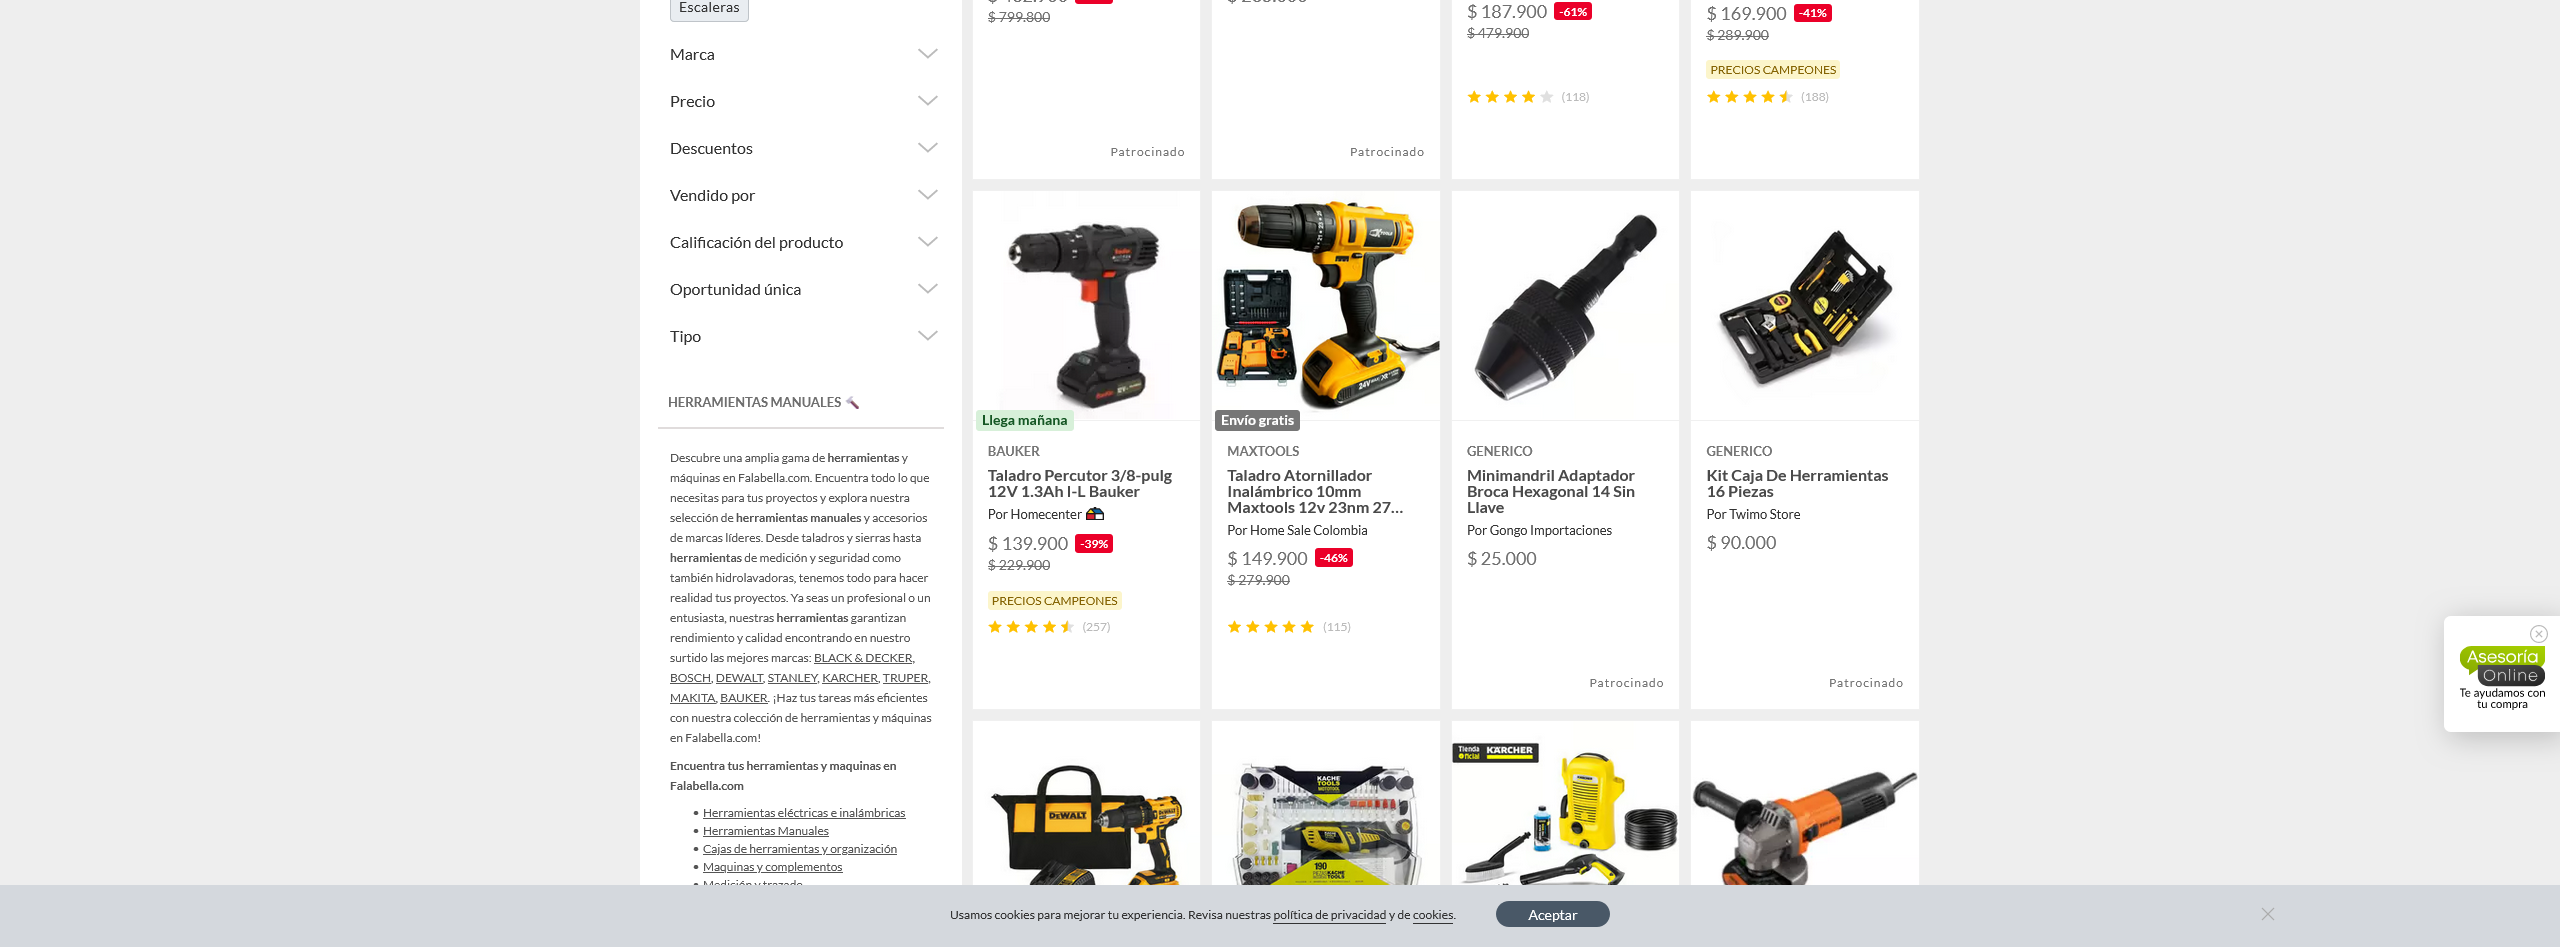 Escaleras
Marca
Precio
Descuentos
Vendido por
Calificación del producto
Oportunidad única
Tipo
HERRAMIENTAS MANUALES
Descubre una amplia gama de herramientas y
máquinas en Falabella.com. Encuentra todo lo que
necesitas para tus proyectos y explora nuestra
selección de herramientas manuales y accesorios
de marcas líderes. Desde taladros y sierras hasta
herramientas de medición y seguridad como
también hidrolavadoras, tenemos todo para hacer
realidad tus proyectos. Ya seas un profesional o un
entusiasta, nuestras herramientas garantizan
rendimiento y calidad encontrando en nuestro
surtido las mejores marcas: BLACK & DECKER,
BOSCH, DEWALT, STANLEY, KARCHER, TRUPER,
MAKITA, BAUKER. ¡Haz tus tareas más eficientes
con nuestra colección de herramientas y máquinas
en Falabella.com!
Encuentra tus herramientas y maquinas en
Falabella.com
• Herramientas eléctricas e inalámbricas
• Herramientas Manuales
• Cajas de herramientas y organización
• Maquinas y complementos
• Medición y trazado
$ 799.800
Patrocinado
Patrocinado
$ 187.900 -61%
$ 479.900
(118)
$ 169.900 -41%
$ 289.900
PRECIOS CAMPEONES
(188)
Llega mañana
BAUKER
Taladro Percutor 3/8-pulg
12V 1.3Ah I-L Bauker
Por Homecenter
$ 139.900 -39%
$ 229.900
PRECIOS CAMPEONES
(257)
24V
Envío gratis
MAXTOOLS
Taladro Atornillador
Inalámbrico 10mm
Maxtools 12v 23nm 27...
Por Home Sale Colombia
$ 149.900 -46%
$ 279.900
(115)
GENERICO
Minimandril Adaptador
Broca Hexagonal 14 Sin
Llave
Por Gongo Importaciones
$ 25.000
Patrocinado
GENERICO
Kit Caja De Herramientas
16 Piezas
Por Twimo Store
$ 90.000
Patrocinado
DEWALT
KACHE
TOOLS
MOTOTOOL
190
Tienda
Oficial
KÄRCHER
Asesoría
Online
Te ayudamos con
tu compra
Usamos cookies para mejorar tu experiencia. Revisa nuestras política de privacidad y de cookies.
Aceptar